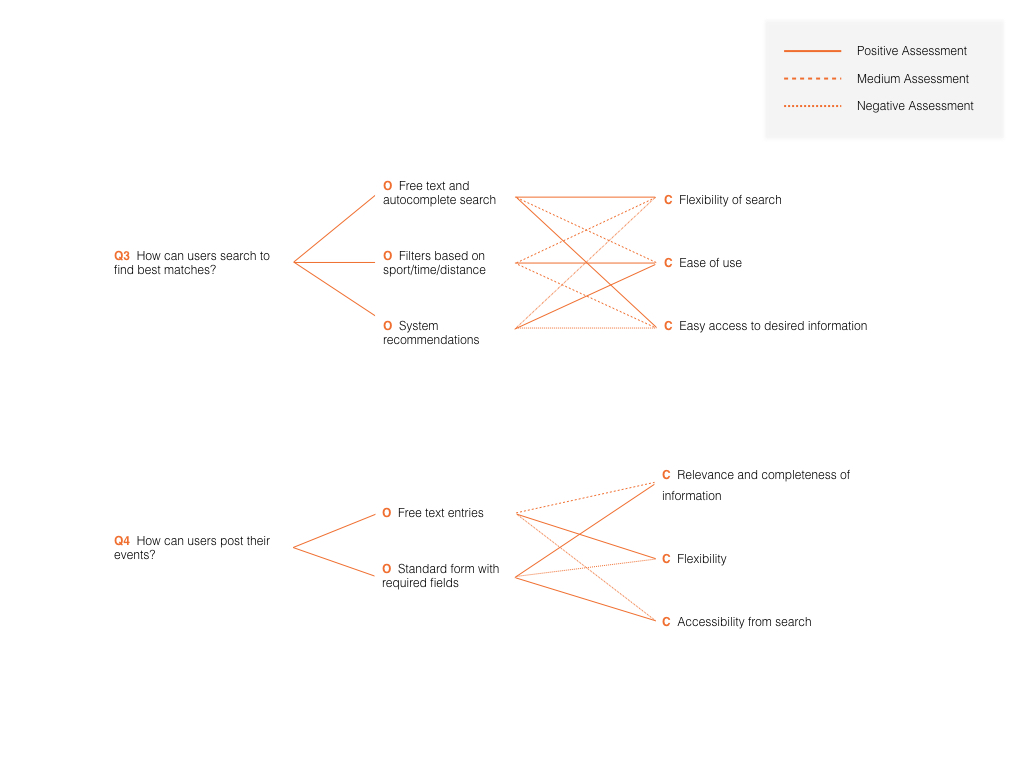 Positive Assessment
Medium Assessment
Negative Assessment
Q3 How can users search to
find best matches?
O Free text and
autocomplete search
O Filters based on
sport/time/distance
O System
recommendations
C Flexibility of search
C Ease of use
C Easy access to desired information
Q4 How can users post their
events?
O Free text entries
O Standard form with
required fields
C Relevance and completeness of
information
C Flexibility
C Accessibility from search